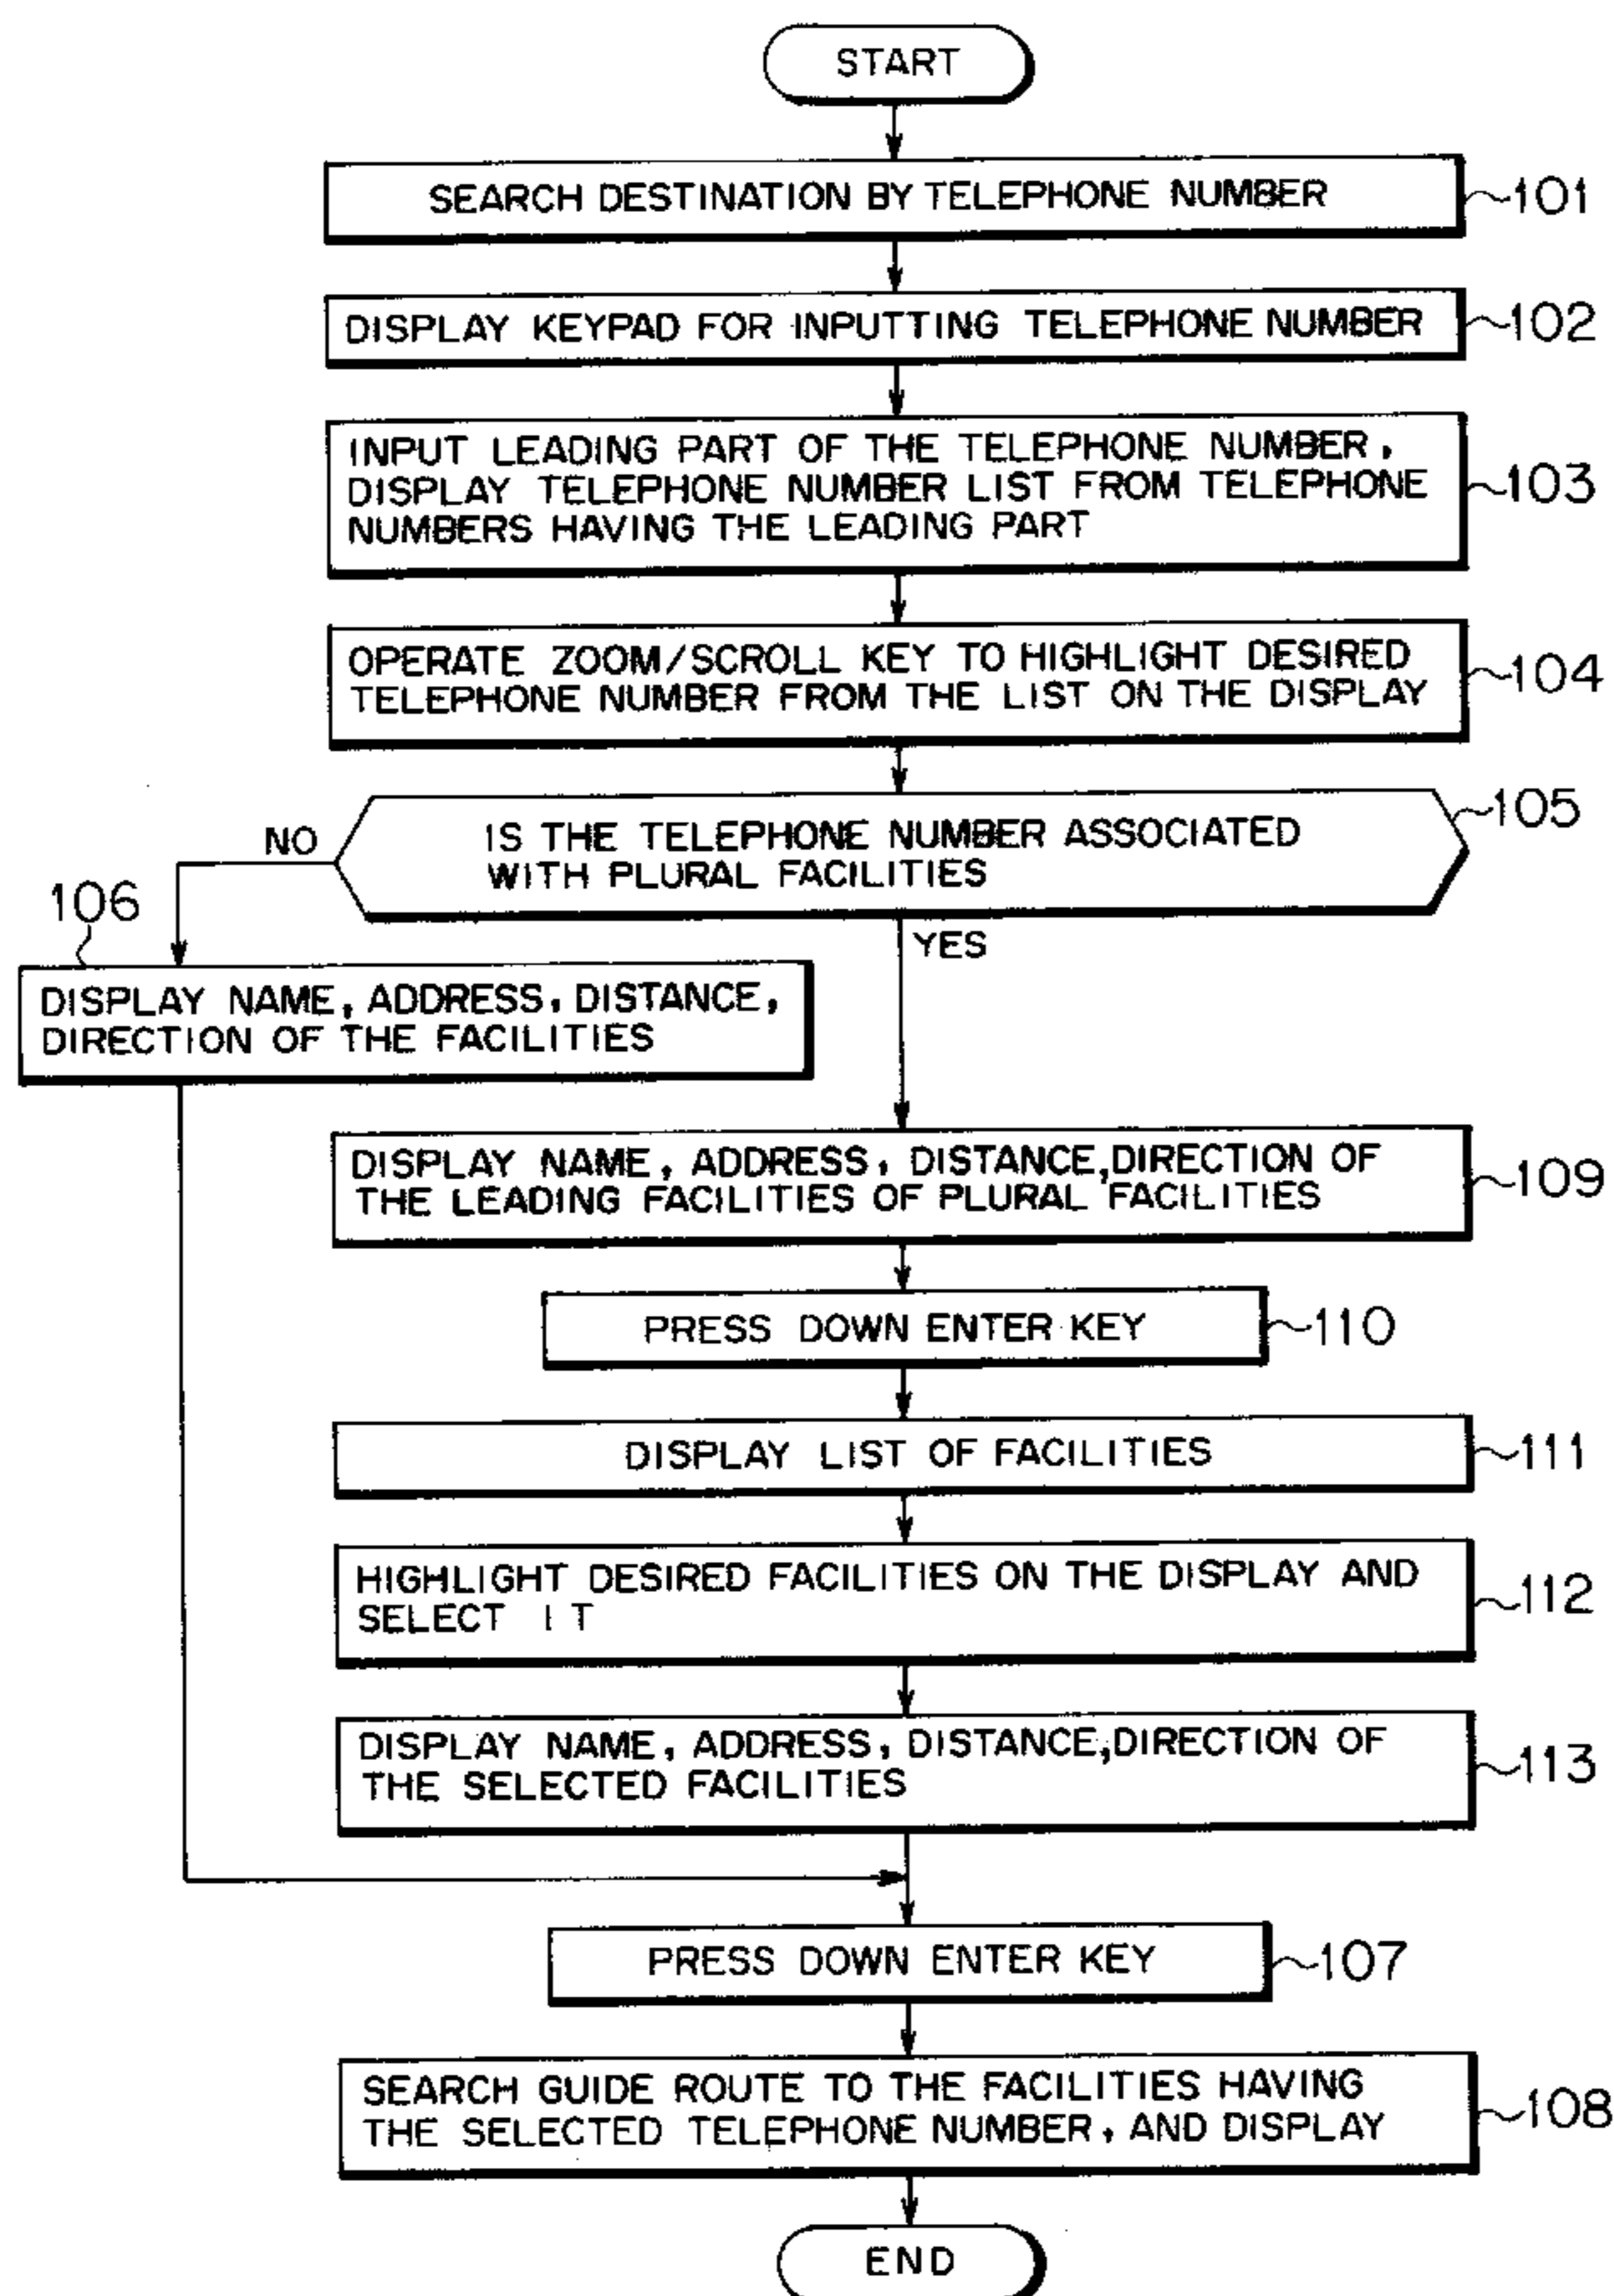 START
SEARCH DESTINATION BY TELEPHONE NUMBER
101
DISPLAY KEYPAD FOR INPUTTING TELEPHONE NUMBER
102
INPUT LEADING PART OF THE TELEPHONE NUMBER,
DISPLAY TELEPHONE NUMBER LIST FROM TELEPHONE
NUMBERS HAVING THE LEADING PART
103
OPERATE ZOOM/SCROLL KEY TO HIGHLIGHT DESIRED
TELEPHONE NUMBER FROM THE LIST ON THE DISPLAY
104
IS THE TELEPHONE NUMBER ASSOCIATED
WITH PLURAL FACILITIES
105
NO
YES
106
DISPLAY NAME, ADDRESS, DISTANCE,
DIRECTION OF THE FACILITIES
DISPLAY NAME, ADDRESS, DISTANCE,DIRECTION OF
THE LEADING FACILITIES OF PLURAL FACILITIES
109
PRESS DOWN ENTER KEY
110
DISPLAY LIST OF FACILITIES
111
HIGHLIGHT DESIRED FACILITIES ON THE DISPLAY AND
SELECT IT
112
DISPLAY NAME, ADDRESS, DISTANCE,DIRECTION OF
THE SELECTED FACILITIES
113
PRESS DOWN ENTER KEY
107
SEARCH GUIDE ROUTE TO THE FACILITIES HAVING
THE SELECTED TELEPHONE NUMBER, AND DISPLAY
108
END